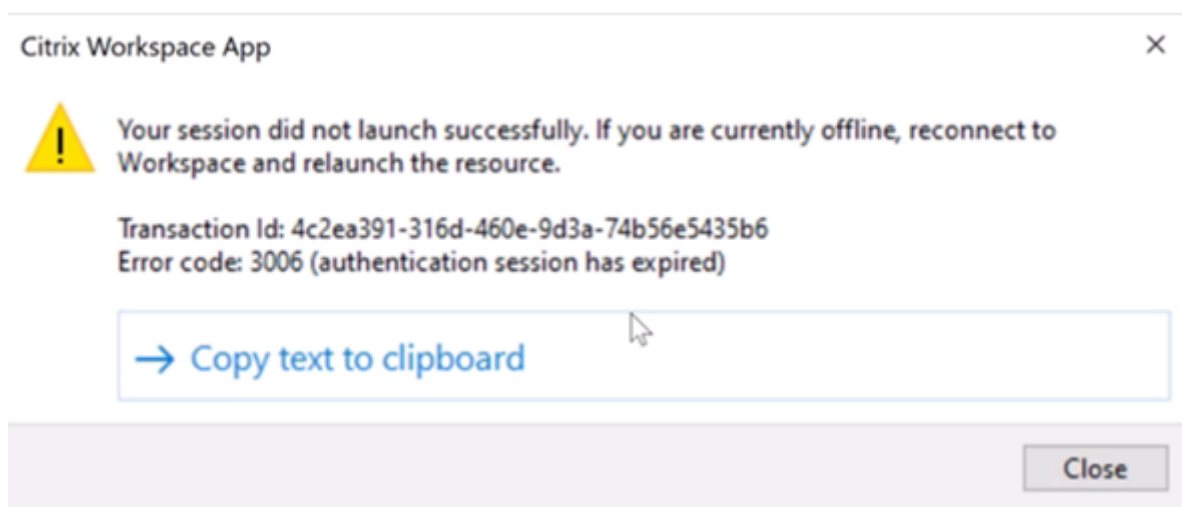 Citrix Workspace App
Your session did not launch successfully. If you are currently offline, reconnect to
Workspace and relaunch the resource.
Transaction Id: 4c2ea391-316d-460e-9d3a-74b56e5435b6
Error code: 3006 (authentication session has expired)
Copy text to clipboard
Close